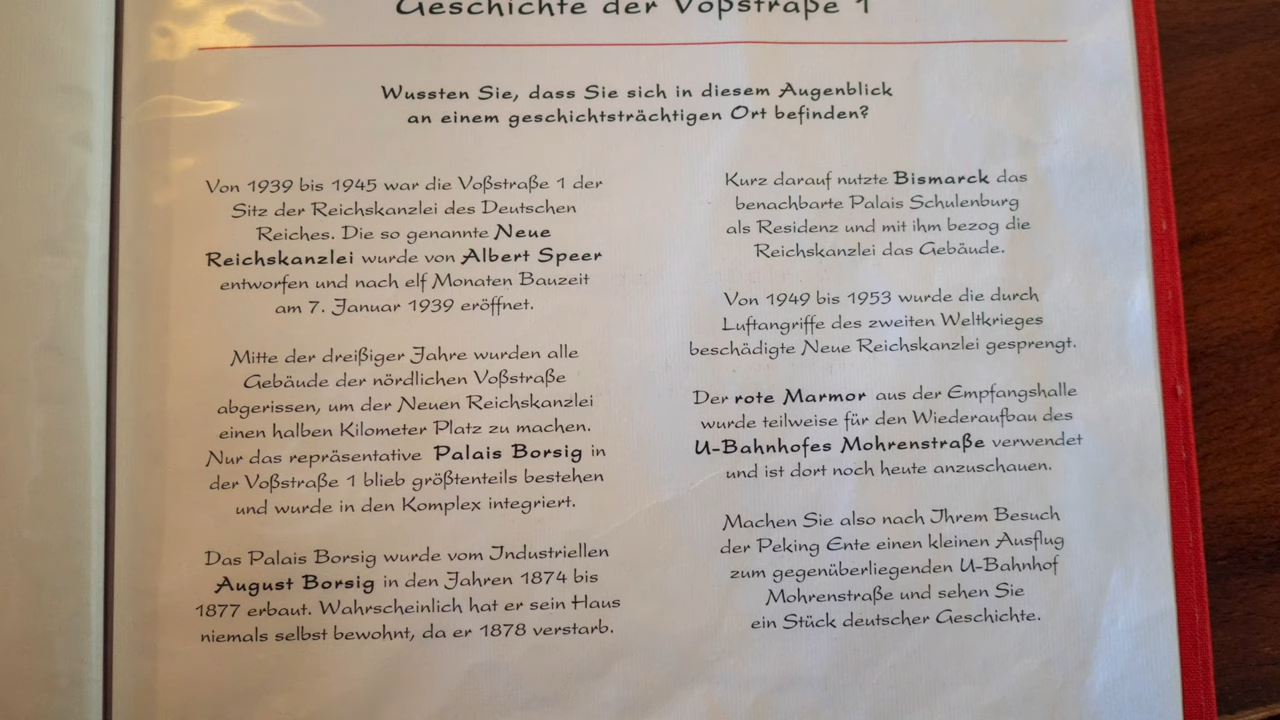 Geschichte der Voßstraße 1
Wussten Sie, dass Sie sich in diesem Augenblick
an einem geschichtsträchtigen Ort befinden?
Von 1939 bis 1945 war die Voßstraße 1 der
Sitz der Reichskanzlei des Deutschen
Reiches. Die so genannte Neue
Reichskanzlei wurde von Albert Speer
entworfen und nach elf Monaten Bauzeit
am 7. Januar 1939 eröffnet.
Mitte der dreißiger Jahre wurden alle
Gebäude der nördlichen Voßstraße
abgerissen, um der Neuen Reichskanzlei
einen halben Kilometer Platz zu machen.
Nur das repräsentative Palais Borsig in
der Voßstraße 1 blieb größtenteils bestehen
und wurde in den Komplex integriert.
Das Palais Borsig wurde vom Industriellen
August Borsig in den Jahren 1874 bis
1877 erbaut. Wahrscheinlich hat er sein Haus
niemals selbst bewohnt, da er 1878 verstarb.
Kurz darauf nutzte Bismarck das
benachbarte Palais Schulenburg
als Residenz und mit ihm bezog die
Reichskanzlei das Gebäude.
Von 1949 bis 1953 wurde die durch
Luftangriffe des zweiten Weltkrieges
beschädigte Neue Reichskanzlei gesprengt.
Der rote Marmor aus der Empfangshalle
wurde teilweise für den Wiederaufbau des
U-Bahnhofes Mohrenstraße verwendet
und ist dort noch heute anzuschauen.
Machen Sie also nach Ihrem Besuch
der Peking Ente einen kleinen Ausflug
zum gegenüberliegenden U-Bahnhof
Mohrenstraße und sehen Sie
ein Stück deutscher Geschichte.